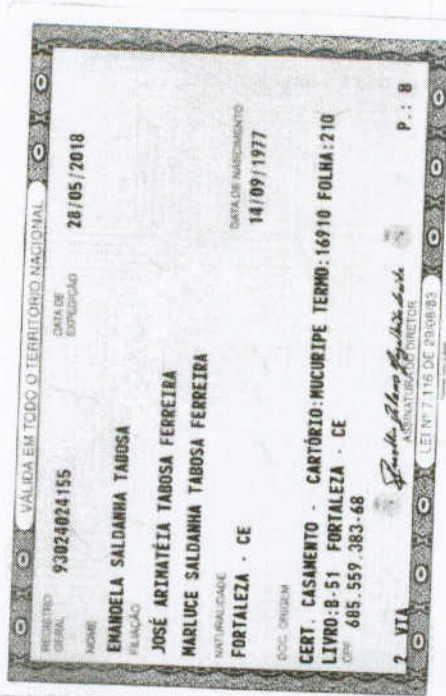 VÁLIDA EM TODO O TERRITÓRIO NACIONAL
REGISTRO GERAL 93024024155 DATA DE EXPEDIÇÃO 28/05/2018
NOME
EMANOELA SALDANHA TABOSA
FILIAÇÃO
JOSÉ ARIMATÉIA TABOSA FERREIRA
MARLUCE SALDANHA TABOSA FERREIRA
NATURALIDADE DATA DE NASCIMENTO
FORTALEZA - CE 14/09/1977
DOC. ORIGEM
CERT. CASAMENTO - CARTÓRIO:MUCURIPE TERMO:16910 FOLHA:210
LIVRO:B-51 FORTALEZA - CE
CPF 685.559.383-68
2 VIA P.: 8
ASSINATURA DO DIRETOR
LEI Nº 7.116 DE 29/08/83